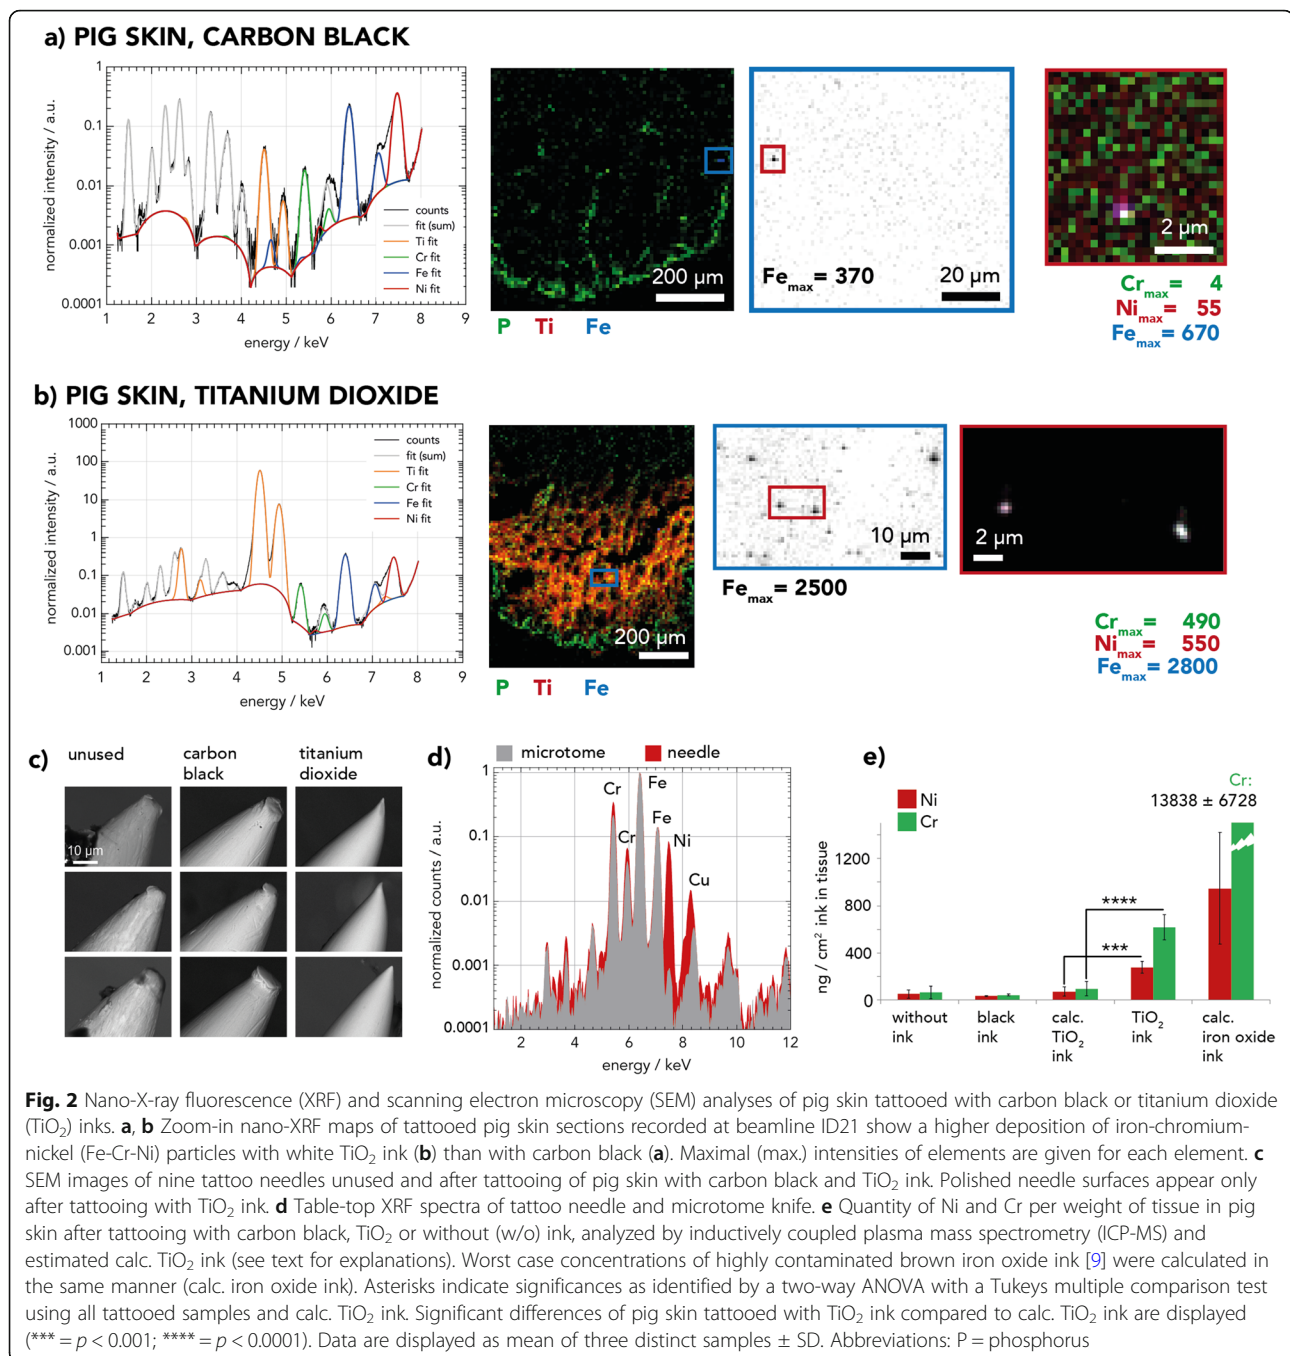 a) PIG SKIN, CARBON BLACK
1
0.1
0.01
0.001
0.0001
normalized intensity / a.u.
counts
fit (sum)
Ti fit
Cr fit
Fe fit
Ni fit
1 2 3 4 5 6 7 8 9
energy / keV
200 µm
P Ti Fe
Femax = 370
20 µm
2 µm
Crmax= 4
Nimax= 55
Femax= 670
b) PIG SKIN, TITANIUM DIOXIDE
1000
100
10
1
0.1
0.01
0.001
normalized intensity / a.u.
counts
fit (sum)
Ti fit
Cr fit
Fe fit
Ni fit
1 2 3 4 5 6 7 8 9
energy / keV
200 µm
P Ti Fe
10 µm
Femax= 2500
2 µm
Crmax= 490
Nimax= 550
Femax= 2800
c)
unused
carbon
black
titanium
dioxide
10 µm
d)
microtome needle
1
0.1
0.01
0.001
0.0001
normalized counts / a.u.
Cr
Cr
Fe
Fe
Ni
Cu
2 4 6 8 10 12
energy / keV
e)
Ni
Cr
Cr:
13838 ± 6728
1200
800
400
0
ng / cm² ink in tissue
****
***
without
ink
black
ink
calc.
TiO₂
ink
TiO₂
ink
calc.
iron oxide
ink
Fig. 2 Nano-X-ray fluorescence (XRF) and scanning electron microscopy (SEM) analyses of pig skin tattooed with carbon black or titanium dioxide
(TiO₂) inks. a, b Zoom-in nano-XRF maps of tattooed pig skin sections recorded at beamline ID21 show a higher deposition of iron-chromium-
nickel (Fe-Cr-Ni) particles with white TiO₂ ink (b) than with carbon black (a). Maximal (max.) intensities of elements are given for each element. c
SEM images of nine tattoo needles unused and after tattooing of pig skin with carbon black and TiO₂ ink. Polished needle surfaces appear only
after tattooing with TiO₂ ink. d Table-top XRF spectra of tattoo needle and microtome knife. e Quantity of Ni and Cr per weight of tissue in pig
skin after tattooing with carbon black, TiO₂ or without (w/o) ink, analyzed by inductively coupled plasma mass spectrometry (ICP-MS) and
estimated calc. TiO₂ ink (see text for explanations). Worst case concentrations of highly contaminated brown iron oxide ink [9] were calculated in
the same manner (calc. iron oxide ink). Asterisks indicate significances as identified by a two-way ANOVA with a Tukeys multiple comparison test
using all tattooed samples and calc. TiO₂ ink. Significant differences of pig skin tattooed with TiO₂ ink compared to calc. TiO₂ ink are displayed
(*** = p < 0.001; **** = p < 0.0001). Data are displayed as mean of three distinct samples ± SD. Abbreviations: P = phosphorus